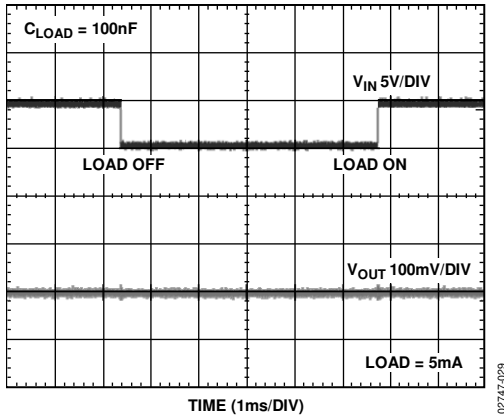 CLOAD = 100nF
VIN 5V/DIV
LOAD OFF
LOAD ON
VOUT 100mV/DIV
LOAD = 5mA
TIME (1ms/DIV)
02747-029